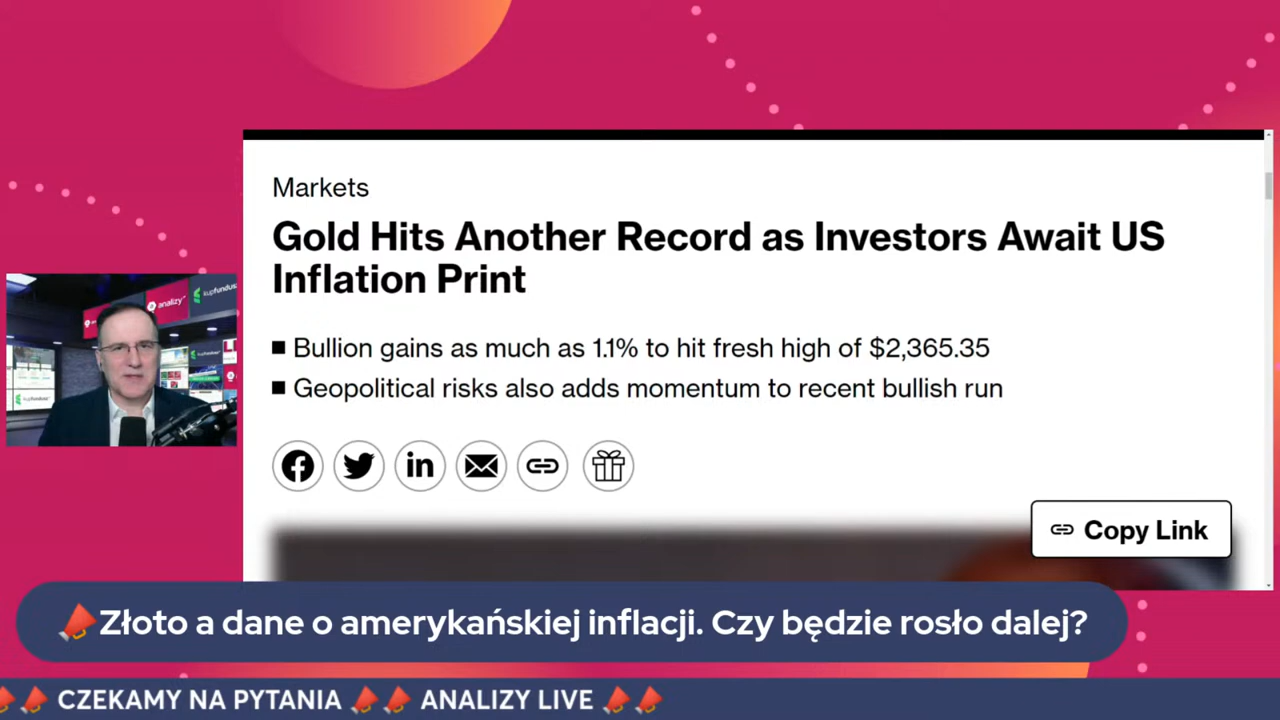 Markets
Gold Hits Another Record as Investors Await US
Inflation Print
Bullion gains as much as 1.1% to hit fresh high of $2,365.35
Geopolitical risks also adds momentum to recent bullish run
Copy Link
analizy
supfundusz
Złoto a dane o amerykańskiej inflacji. Czy będzie rosło dalej?
CZEKAMY NA PYTANIA
ANALIZY LIVE